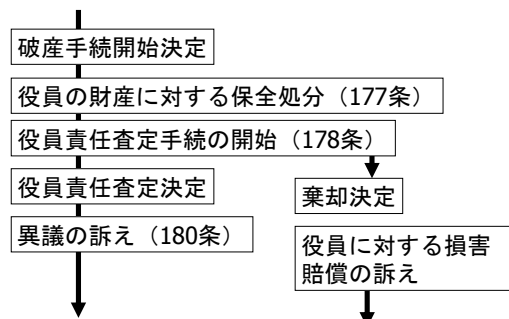 破産手続開始決定
役員の財産に対する保全処分（177条）
役員責任査定手続の開始（178条）
役員責任査定決定
棄却決定
異議の訴え（180条）
役員に対する損害
賠償の訴え